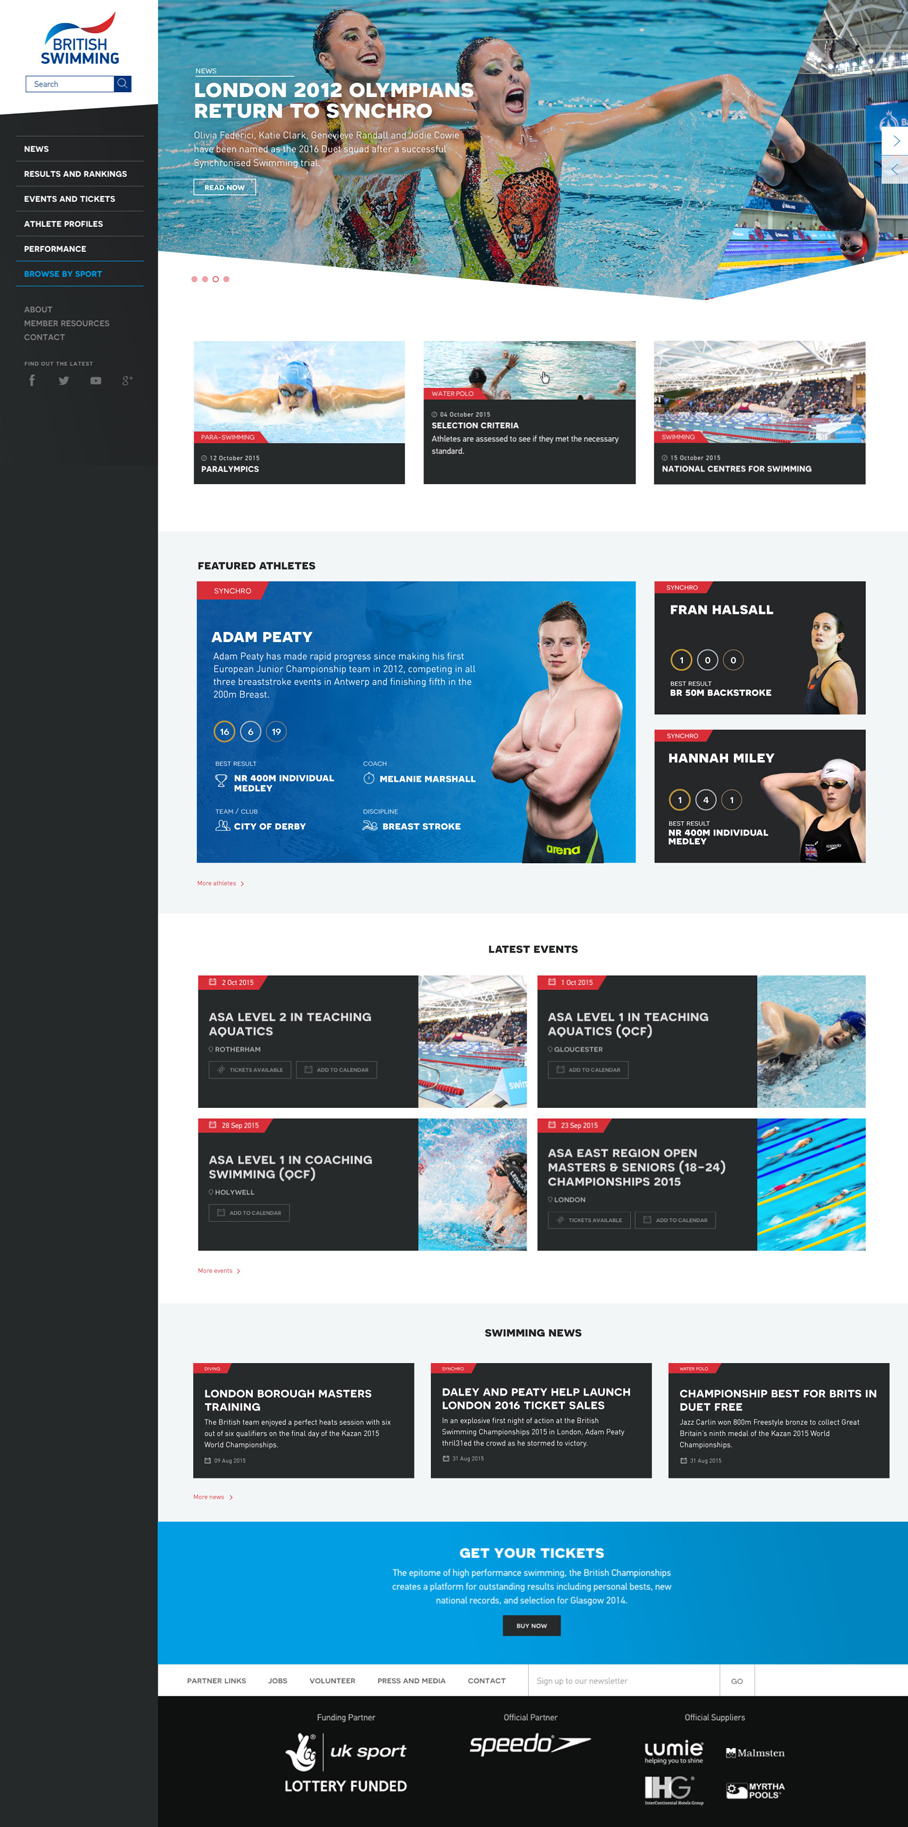 BRITISH
SWIMMING
Search
NEWS
RESULTS AND RANKINGS
EVENTS AND TICKETS
ATHLETE PROFILES
PERFORMANCE
BROWSE BY SPORT
ABOUT
MEMBER RESOURCES
CONTACT
FIND OUT THE LATEST
NEWS
LONDON 2012 OLYMPIANS
RETURN TO SYNCHRO
Olivia Federici, Katie Clark, Genevieve Randall and Jodie Cowie
have been named as the 2016 Duet squad after a successful
Synchronised Swimming trial.
READ NOW
PARA-SWIMMING
12 October 2015
PARALYMPICS
WATER POLO
04 October 2015
SELECTION CRITERIA
Athletes are assessed to see if they met the necessary
standard.
SWIMMING
15 October 2015
NATIONAL CENTRES FOR SWIMMING
FEATURED ATHLETES
SYNCHRO
ADAM PEATY
Adam Peaty has made rapid progress since making his first
European Junior Championship team in 2012, competing in all
three breaststroke events in Antwerp and finishing fifth in the
200m Breast.
16 6 19
BEST RESULT
NR 400M INDIVIDUAL
MEDLEY
COACH
MELANIE MARSHALL
TEAM / CLUB
CITY OF DERBY
DISCIPLINE
BREAST STROKE
arena
SYNCHRO
FRAN HALSALL
1 0 0
BEST RESULT
BR 50M BACKSTROKE
SYNCHRO
HANNAH MILEY
1 4 1
BEST RESULT
NR 400M INDIVIDUAL
MEDLEY
speedo
More athletes
LATEST EVENTS
2 Oct 2015
ASA LEVEL 2 IN TEACHING
AQUATICS
ROTHERHAM
TICKETS AVAILABLE
ADD TO CALENDAR
swim
1 Oct 2015
ASA LEVEL 1 IN TEACHING
AQUATICS (QCF)
GLOUCESTER
ADD TO CALENDAR
28 Sep 2015
ASA LEVEL 1 IN COACHING
SWIMMING (QCF)
HOLYWELL
ADD TO CALENDAR
23 Sep 2015
ASA EAST REGION OPEN
MASTERS & SENIORS (18-24)
CHAMPIONSHIPS 2015
LONDON
TICKETS AVAILABLE
ADD TO CALENDAR
More events
SWIMMING NEWS
DIVING
LONDON BOROUGH MASTERS
TRAINING
The British team enjoyed a perfect heats session with six
out of six qualifiers on the final day of the Kazan 2015
World Championships.
09 Aug 2015
SYNCHRO
DALEY AND PEATY HELP LAUNCH
LONDON 2016 TICKET SALES
In an explosive first night of action at the British
Swimming Championships 2015 in London, Adam Peaty
thril31ed the crowd as he stormed to victory.
31 Aug 2015
WATER POLO
CHAMPIONSHIP BEST FOR BRITS IN
DUET FREE
Jazz Carlin won 800m Freestyle bronze to collect Great
Britain's ninth medal of the Kazan 2015 World
Championships.
31 Aug 2015
More news
GET YOUR TICKETS
The epitome of high performance swimming, the British Championships
creates a platform for outstanding results including personal bests, new
national records, and selection for Glasgow 2014.
BUY NOW
PARTNER LINKS
JOBS
VOLUNTEER
PRESS AND MEDIA
CONTACT
Sign up to our newsletter
GO
Funding Partner
uk sport
LOTTERY FUNDED
Official Partner
speedo
Official Suppliers
Lumie
helping you to shine
Malmsten
IHG
InterContinental Hotels Group
MYRTHA
POOLS